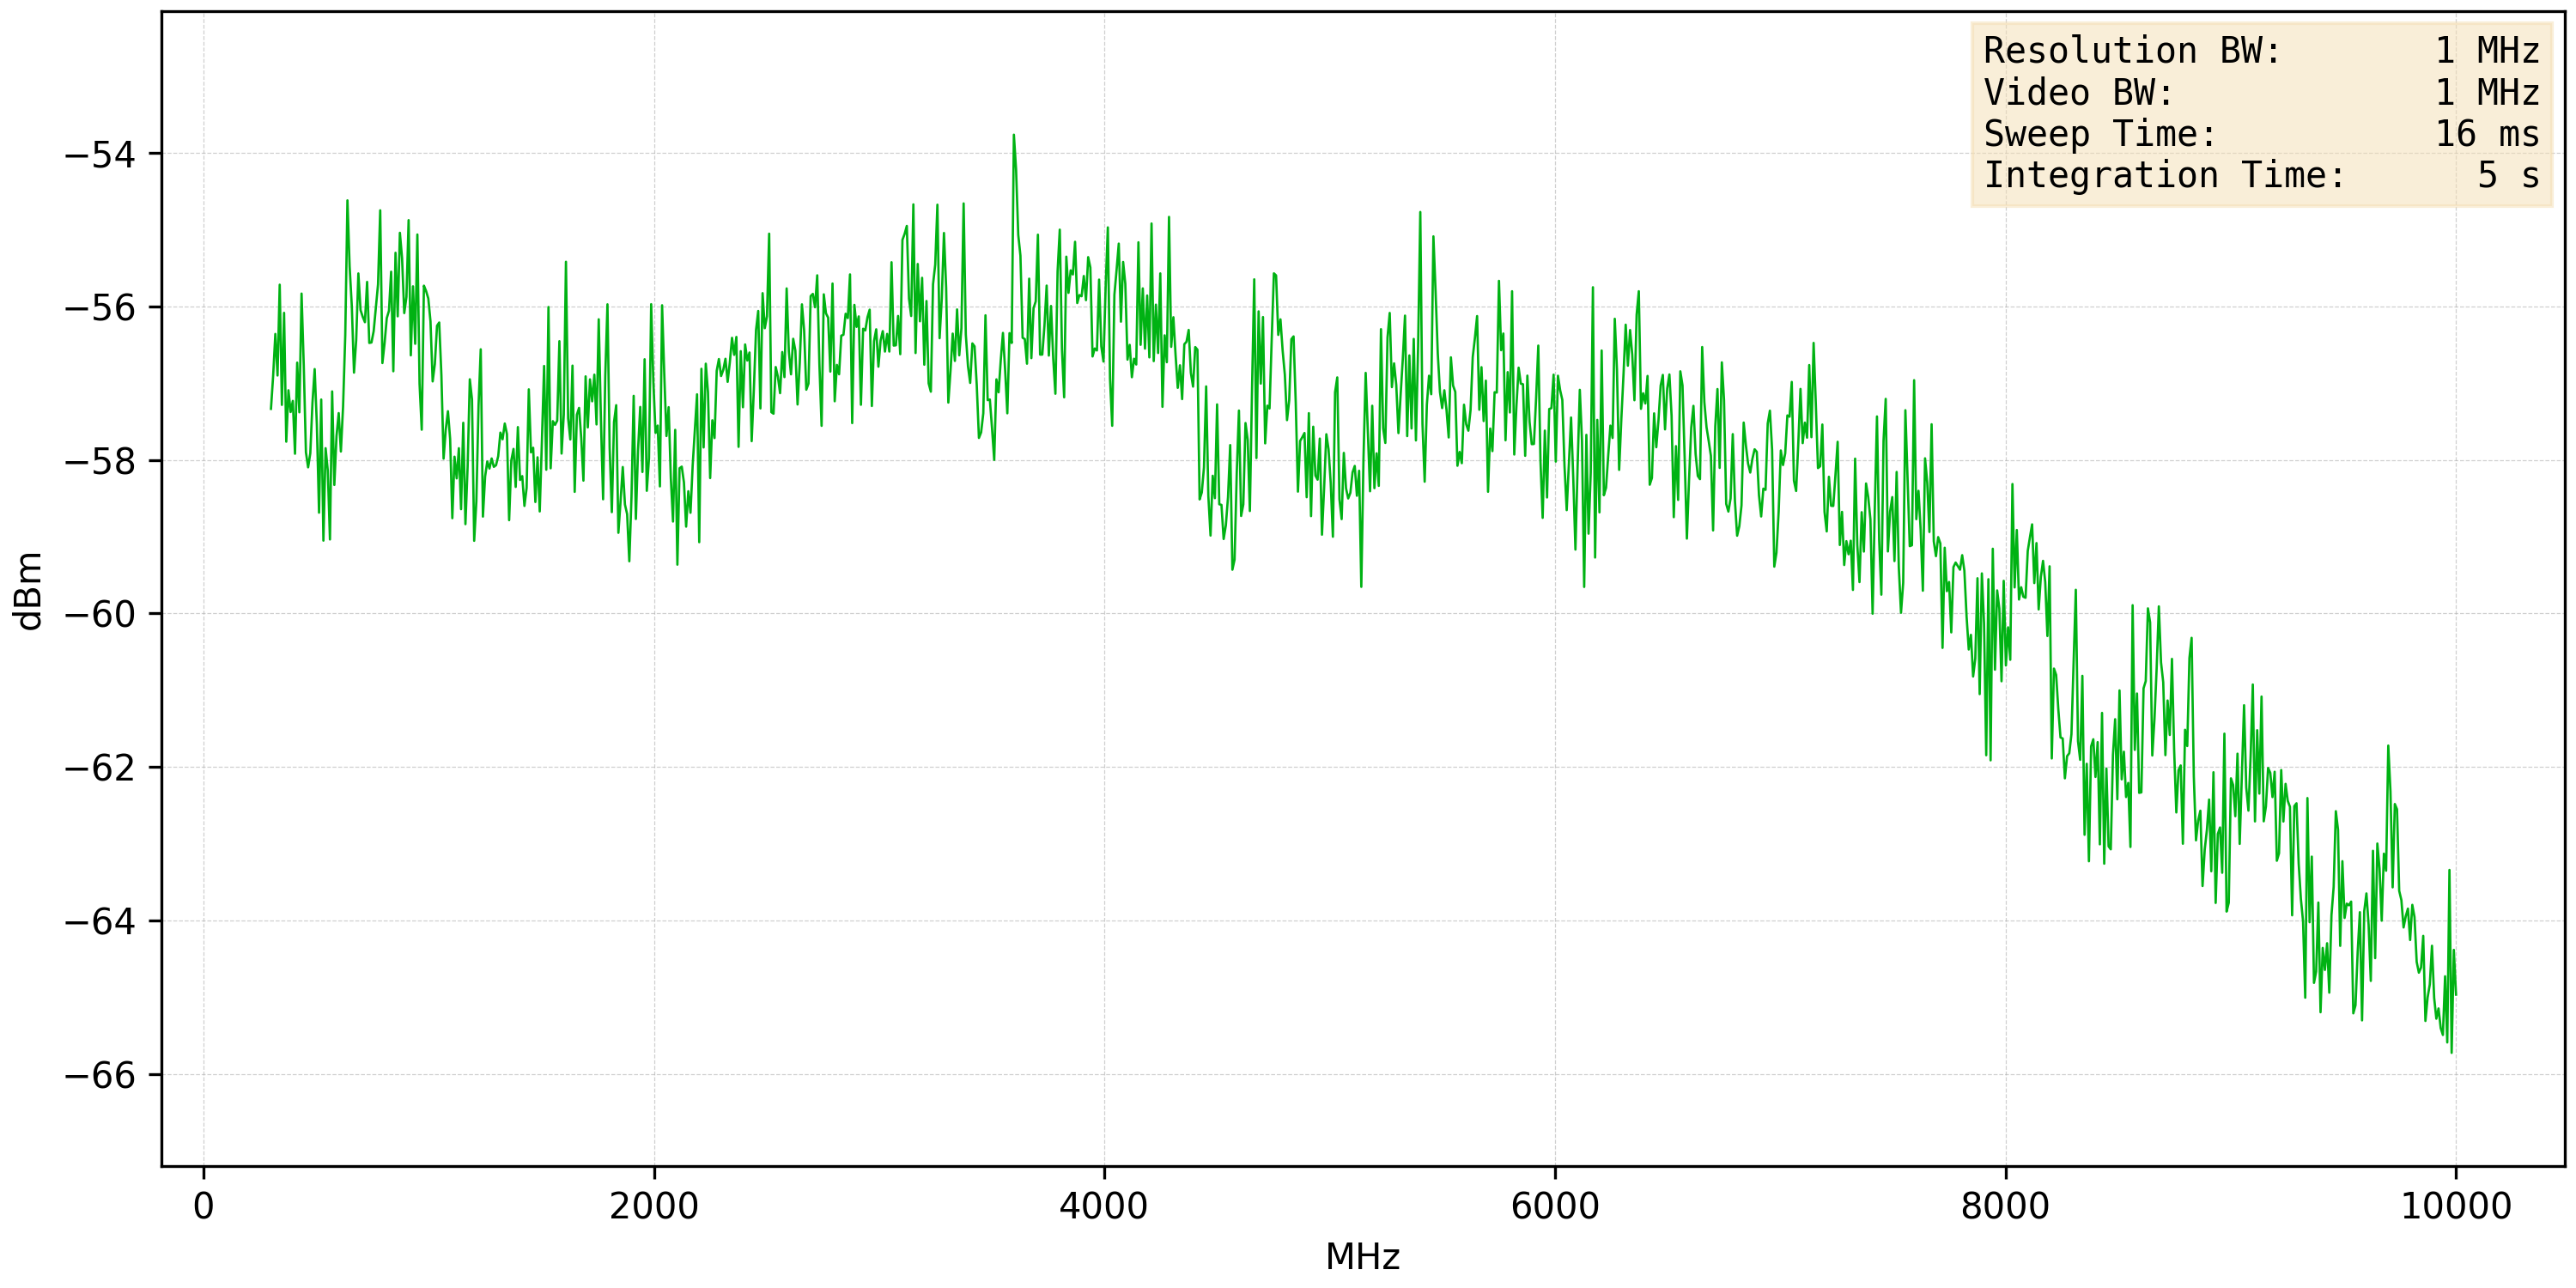 Resolution BW: 1 MHz
Video BW: 1 MHz
Sweep Time: 16 ms
Integration Time: 5 s
−54
−56
−58
−60
−62
−64
−66
dBm
0 2000 4000 6000 8000 10000
MHz